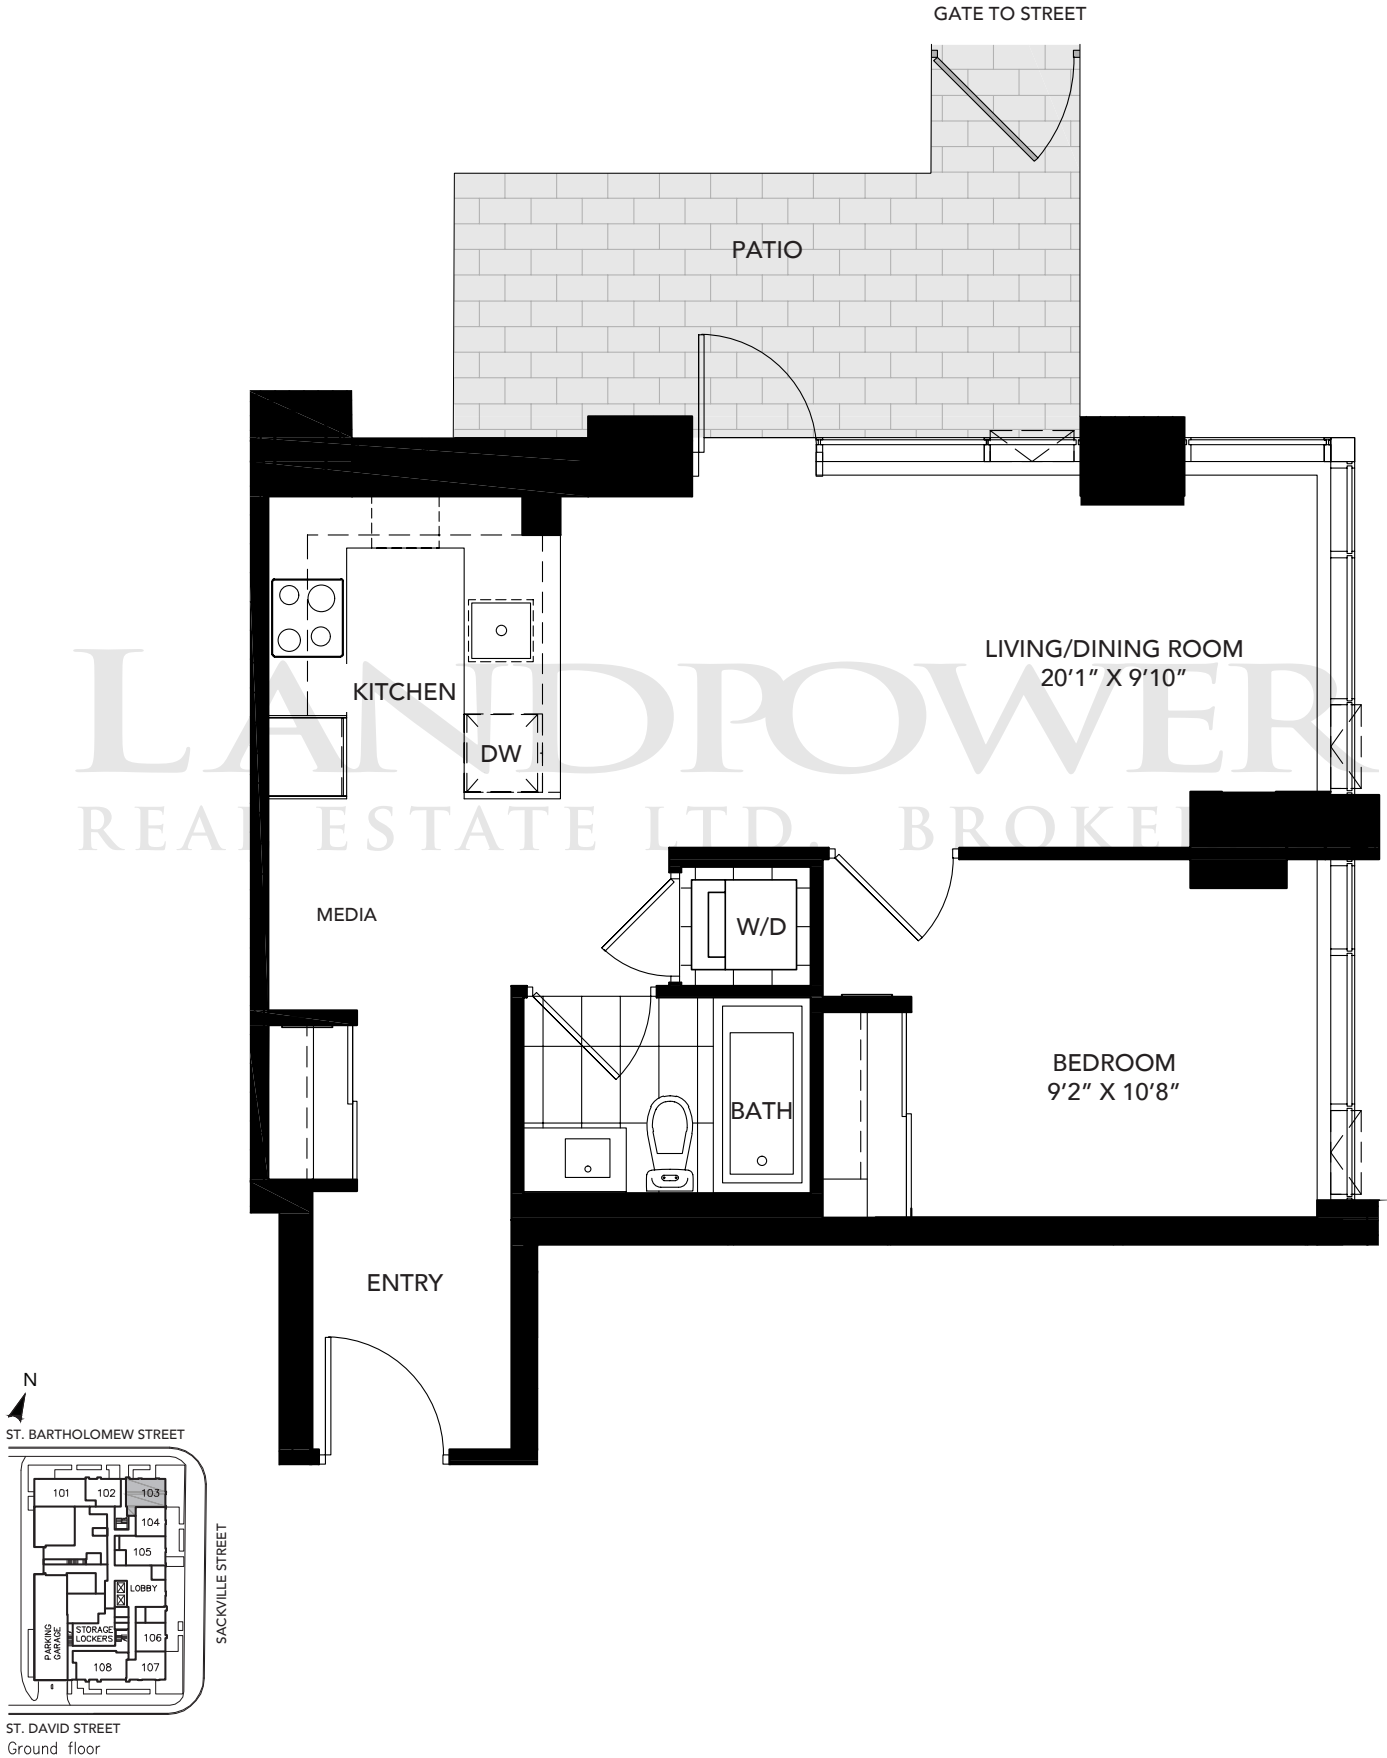 GATE TO STREET
PATIO
LIVING/DINING ROOM
20'1" X 9'10"
KITCHEN
DW
LANDPOWER
REAL ESTATE LTD. BROKE
W/D
MEDIA
BEDROOM
9'2" X 10'8"
BATH
ENTRY
N
ST. BARTHOLOMEW STREET
101
102
103
104
105
LOBBY
SACKVILLE STREET
PARKING
GARAGE
STORAGE
LOCKERS
106
108
107
ST. DAVID STREET
Ground floor